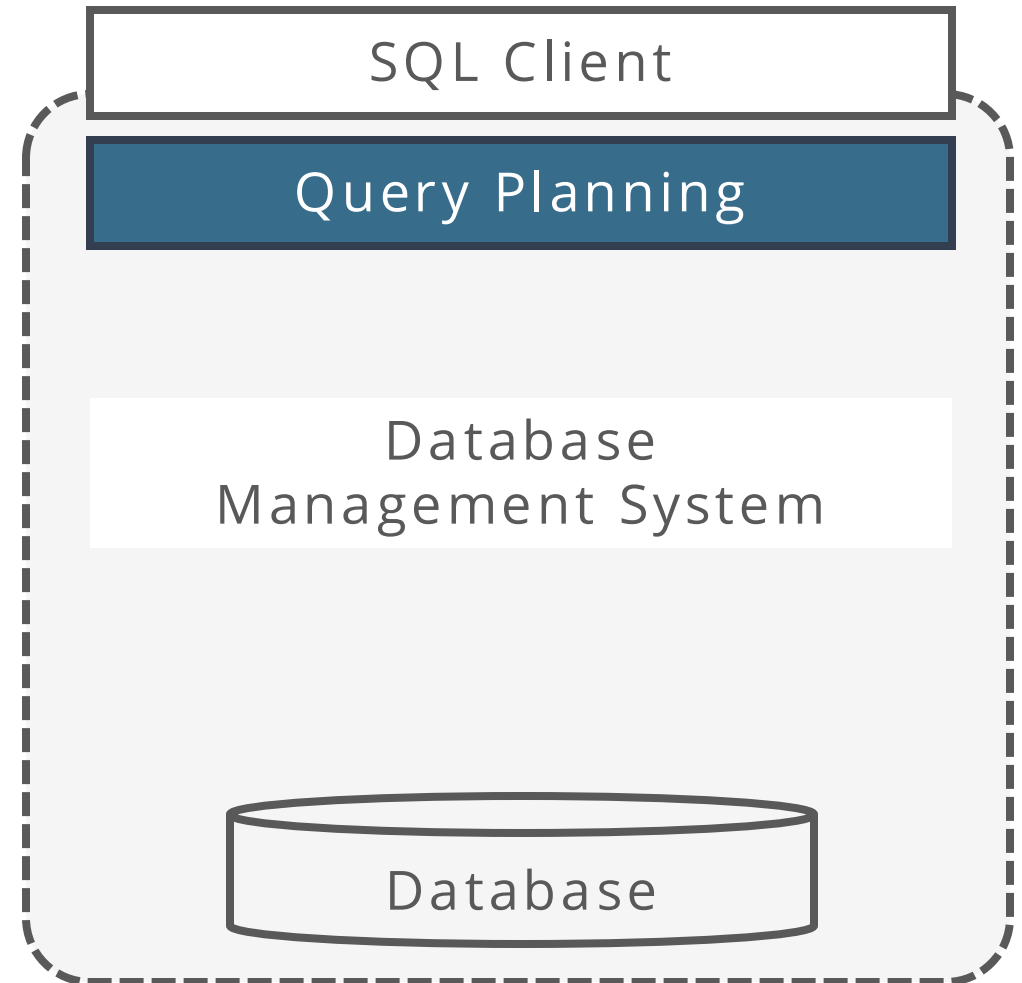 SQL Client
Query Planning
Database
Management System
Database